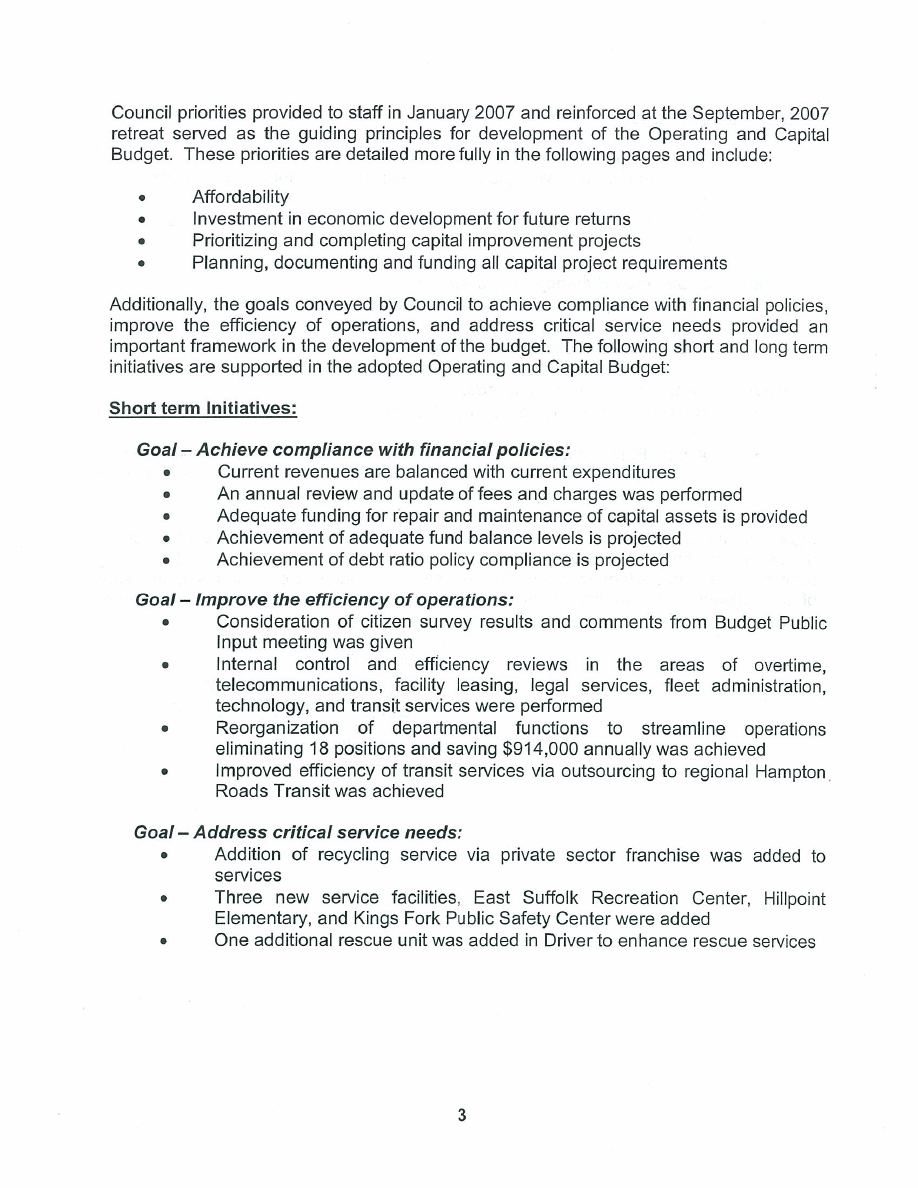 Council priorities provided to staff in January 2007 and reinforced at the September, 2007
retreat served as the guiding principles for development of the Operating and Capital
Budget. These priorities are detailed more fully in the following pages and include:
• Affordability
• Investment in economic development for future returns
• Prioritizing and completing capital improvement projects
• Planning, documenting and funding all capital project requirements
Additionally, the goals conveyed by Council to achieve compliance with financial policies,
improve the efficiency of operations, and address critical service needs provided an
important framework in the development of the budget. The following short and long term
initiatives are supported in the adopted Operating and Capital Budget:
Short term Initiatives:
Goal – Achieve compliance with financial policies:
• Current revenues are balanced with current expenditures
• An annual review and update of fees and charges was performed
• Adequate funding for repair and maintenance of capital assets is provided
• Achievement of adequate fund balance levels is projected
• Achievement of debt ratio policy compliance is projected
Goal – Improve the efficiency of operations:
• Consideration of citizen survey results and comments from Budget Public
Input meeting was given
• Internal control and efficiency reviews in the areas of overtime,
telecommunications, facility leasing, legal services, fleet administration,
technology, and transit services were performed
• Reorganization of departmental functions to streamline operations
eliminating 18 positions and saving $914,000 annually was achieved
• Improved efficiency of transit services via outsourcing to regional Hampton
Roads Transit was achieved
Goal – Address critical service needs:
• Addition of recycling service via private sector franchise was added to
services
• Three new service facilities, East Suffolk Recreation Center, Hillpoint
Elementary, and Kings Fork Public Safety Center were added
• One additional rescue unit was added in Driver to enhance rescue services
3